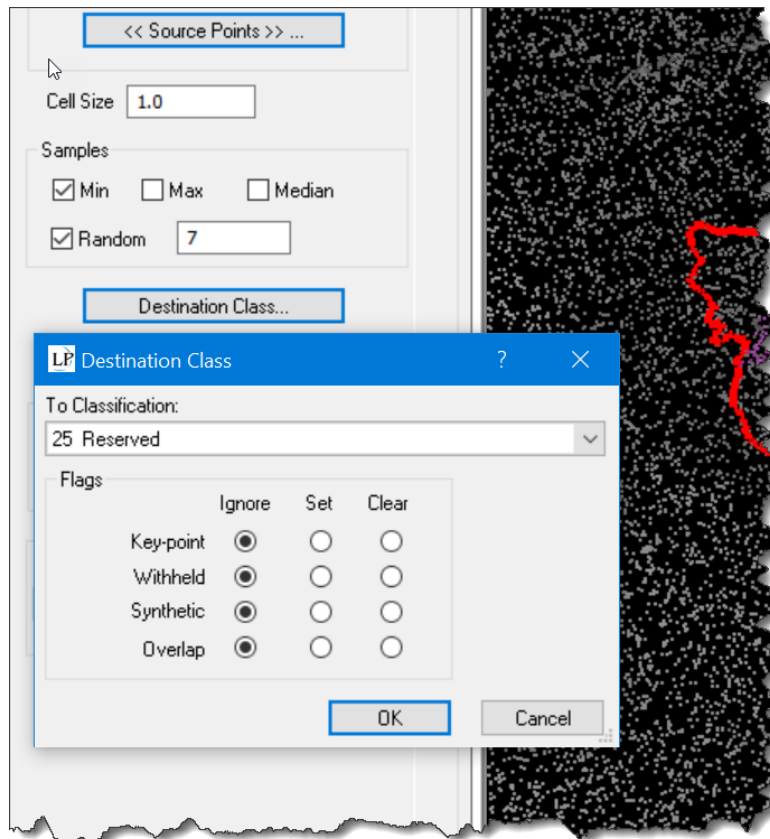 << Source Points >> ...
Cell Size 1.0
Samples
Min Max Median
Random 7
Destination Class...
LP Destination Class ?
To Classification:
25 Reserved
Flags
Ignore Set Clear
Key-point
Withheld
Synthetic
Overlap
OK Cancel